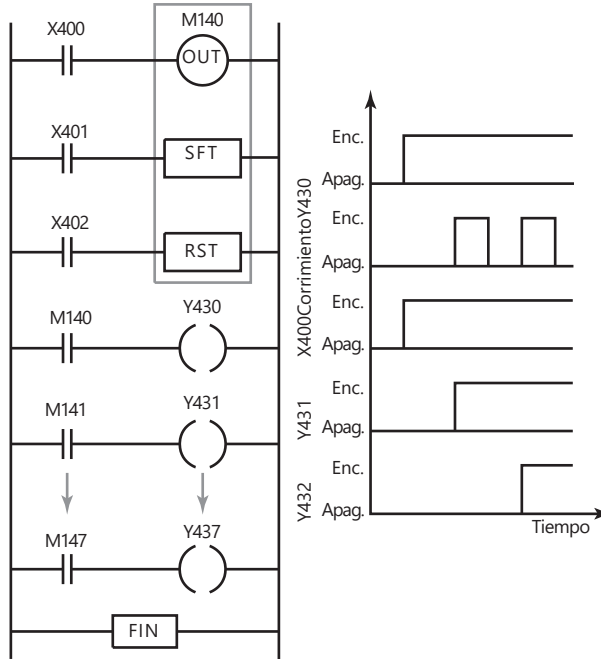 X400
M140
OUT
X401
SFT
X402
RST
M140
Y430
M141
Y431
M147
Y437
FIN
Enc.
Apag.
Enc.
Apag.
Enc.
Apag.
Enc.
Apag.
Enc.
Apag.
X400CorrimientoY430
Y431
Y432
Tiempo